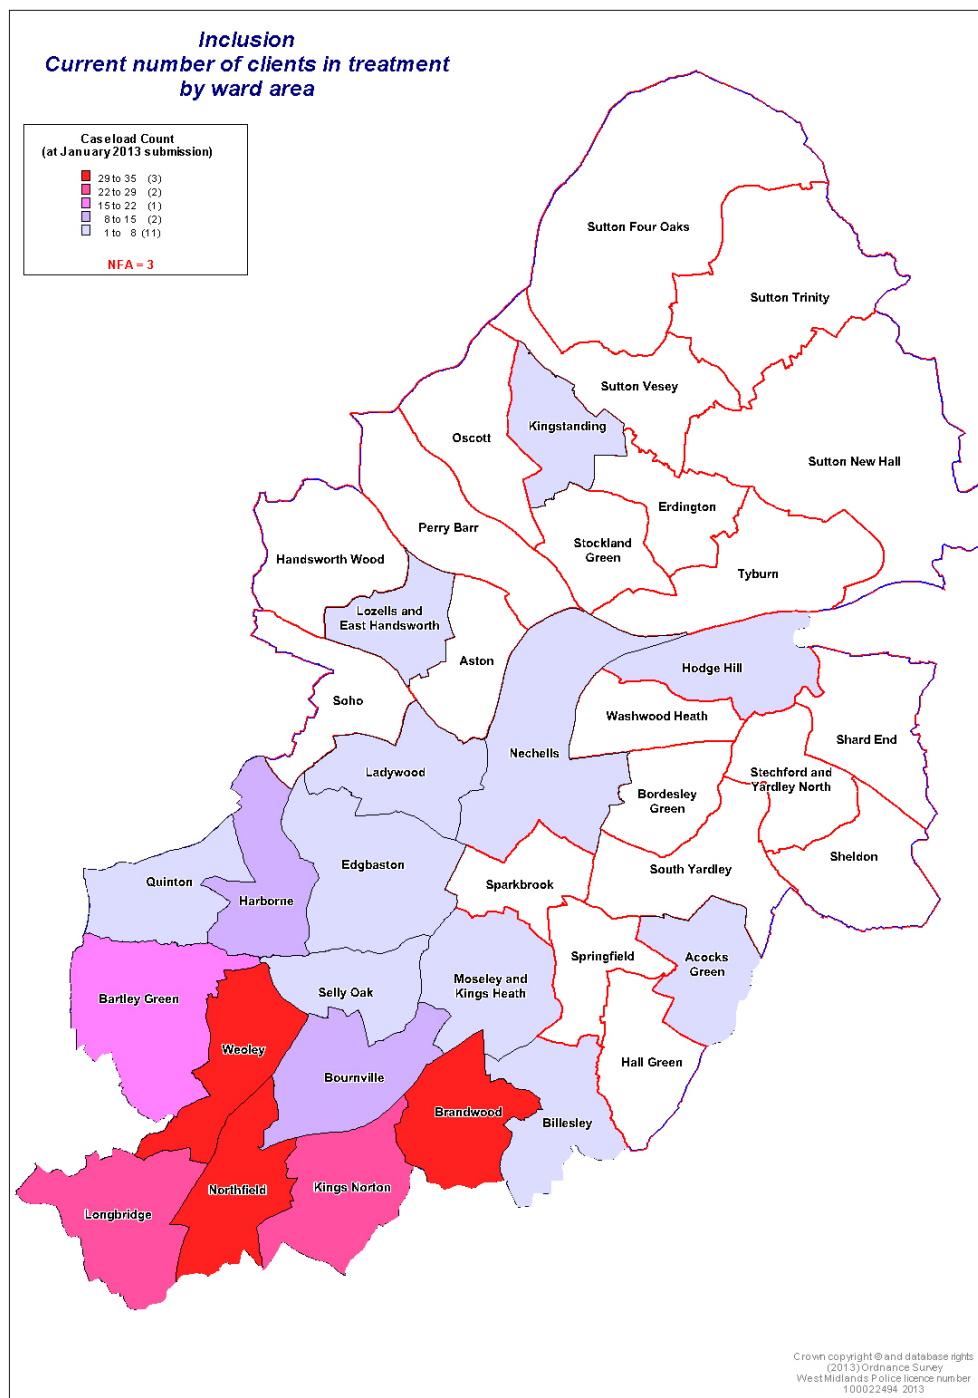 Inclusion
Current number of clients in treatment
by ward area
Caseload Count
(at January 2013 submission)
29 to 35 (3)
22 to 29 (2)
15 to 22 (1)
8 to 15 (2)
1 to 8 (11)
NFA = 3
Sutton Four Oaks
Sutton Trinity
Sutton Vesey
Kingstanding
Oscott
Sutton New Hall
Erdington
Perry Barr
Stockland
Green
Handsworth Wood
Tyburn
Lozells and
East Handsworth
Aston
Hodge Hill
Soho
Washwood Heath
Shard End
Nechells
Ladywood
Stechford and
Yardley North
Bordesley
Green
Edgbaston
Sheldon
South Yardley
Quinton
Sparkbrook
Harborne
Springfield
Acocks
Green
Moseley and
Kings Heath
Selly Oak
Bartley Green
Weoley
Hall Green
Bournville
Brandwood
Billesley
Kings Norton
Northfield
Longbridge
Crown copyright © and database rights
(2013) Ordnance Survey
West Midlands Police licence number
100022494 2013